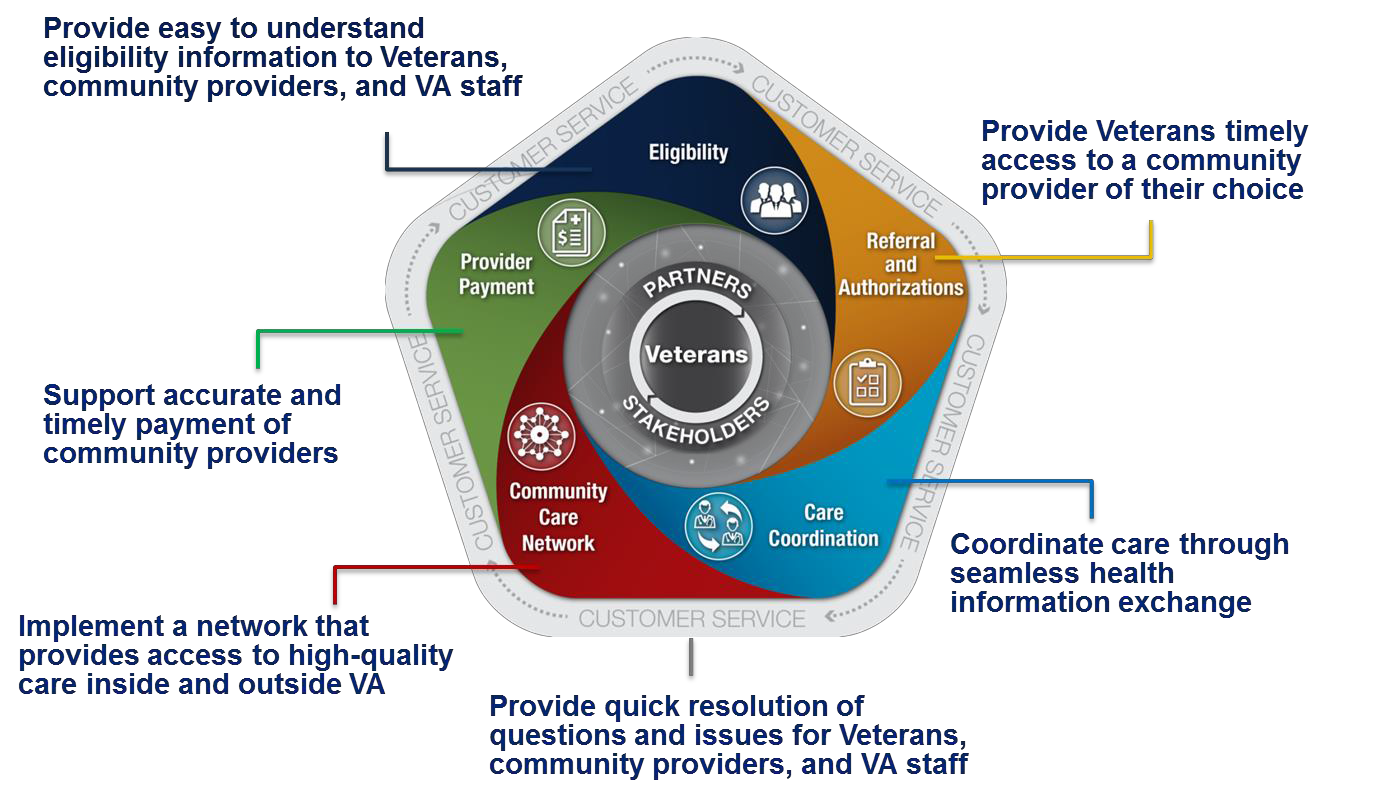 Provide easy to understand
eligibility information to Veterans,
community providers, and VA staff
Provide Veterans timely
access to a community
provider of their choice
Support accurate and
timely payment of
community providers
Coordinate care through
seamless health
information exchange
Implement a network that
provides access to high-quality
care inside and outside VA
Provide quick resolution of
questions and issues for Veterans,
community providers, and VA staff
CUSTOMER SERVICE
CUSTOMER SERVICE
CUSTOMER SERVICE
CUSTOMER SERVICE
CUSTOMER SERVICE
Eligibility
Referral
and
Authorizations
Care
Coordination
Community
Care
Network
Provider
Payment
$
PARTNERS
Veterans
STAKEHOLDERS